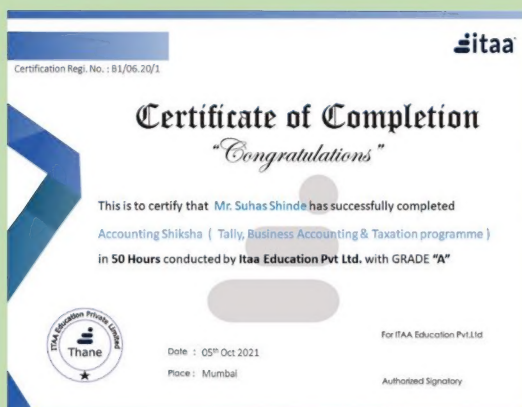 itaa
Certification Regi. No. : B1/06.20/1
Certificate of Completion
"Congratulations"
This is to certify that Mr. Suhas Shinde has successfully completed
Accounting Shiksha ( Tally, Business Accounting & Taxation programme )
in 50 Hours conducted by Itaa Education Pvt Ltd. with GRADE "A"
ITAA Education Private Limited
Thane
For ITAA Education Pvt.Ltd
Date : 05th Oct 2021
Place : Mumbai
Authorized Signatory